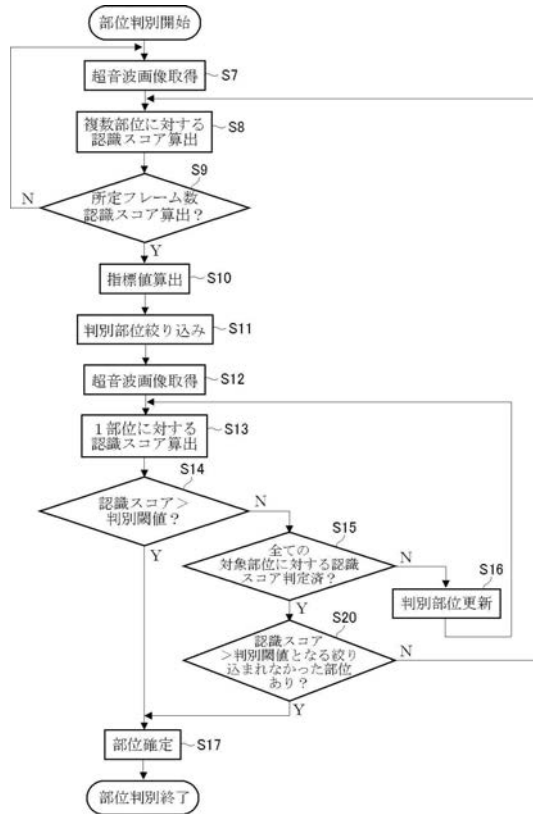 部位判別開始
超音波画像取得
S7
複数部位に対する
認識スコア算出
S8
S9
所定フレーム数
認識スコア算出?
N
Y
指標値算出
S10
判別部位絞り込み
S11
超音波画像取得
S12
1部位に対する
認識スコア算出
S13
S14
認識スコア>
判別閾値?
N
Y
S15
全ての
対象部位に対する認識
スコア判定済?
N
Y
S16
判別部位更新
S20
認識スコア
>判別閾値となる絞り
込まれなかった部位
あり?
N
Y
部位確定
S17
部位判別終了